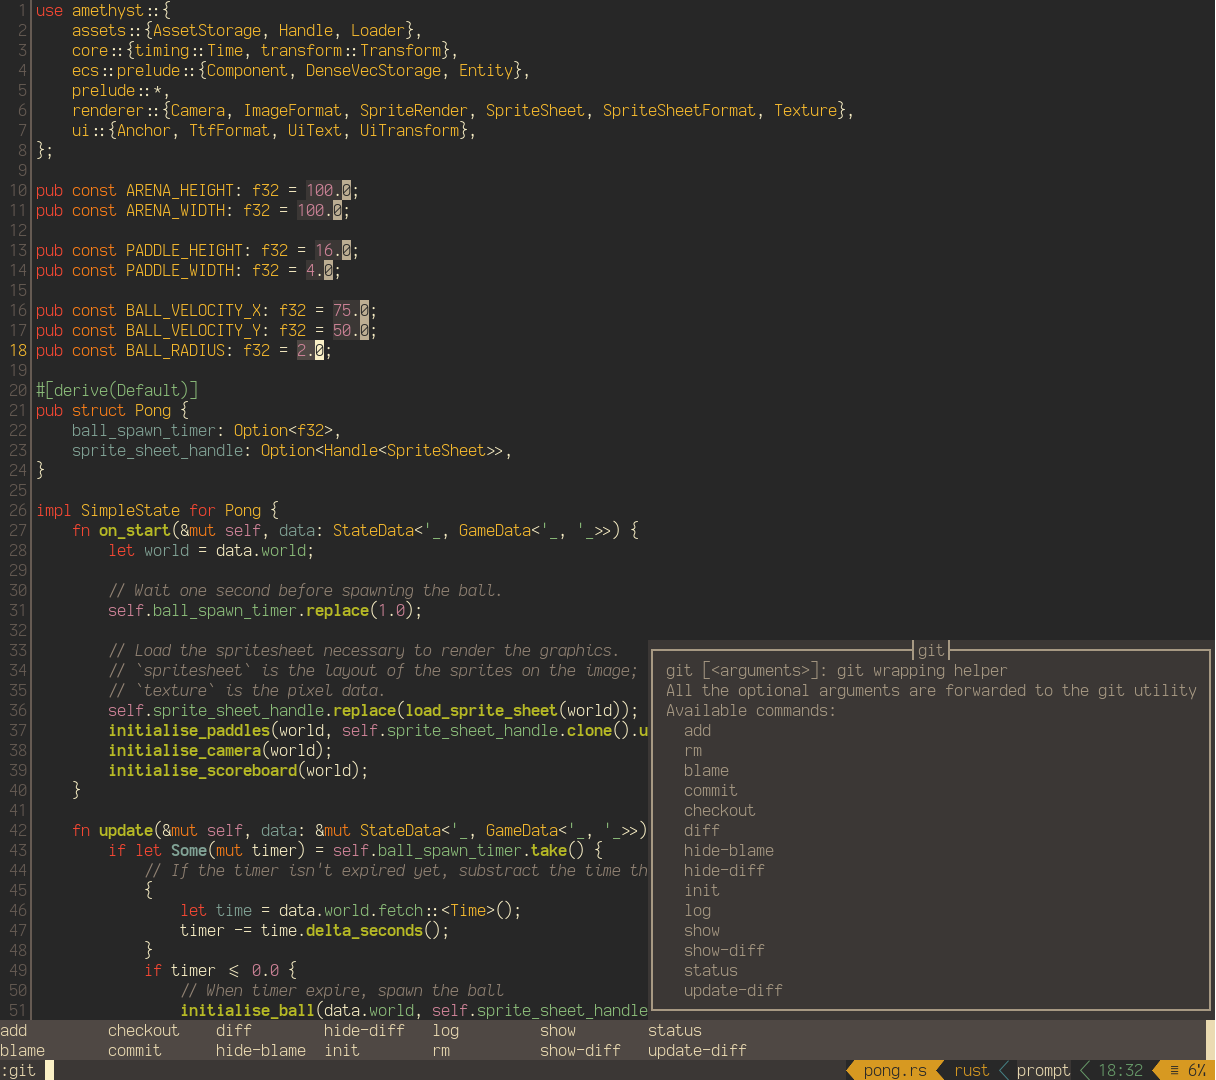 1 use amethyst::{
2     assets::{AssetStorage, Handle, Loader},
3     core::{timing::Time, transform::Transform},
4     ecs::prelude::{Component, DenseVecStorage, Entity},
5     prelude::*,
6     renderer::{Camera, ImageFormat, SpriteRender, SpriteSheet, SpriteSheetFormat, Texture},
7     ui::{Anchor, TtfFormat, UiText, UiTransform},
8 };
9
10 pub const ARENA_HEIGHT: f32 = 100.0;
11 pub const ARENA_WIDTH: f32 = 100.0;
12
13 pub const PADDLE_HEIGHT: f32 = 16.0;
14 pub const PADDLE_WIDTH: f32 = 4.0;
15
16 pub const BALL_VELOCITY_X: f32 = 75.0;
17 pub const BALL_VELOCITY_Y: f32 = 50.0;
18 pub const BALL_RADIUS: f32 = 2.0;
19
20 #[derive(Default)]
21 pub struct Pong {
22     ball_spawn_timer: Option<f32>,
23     sprite_sheet_handle: Option<Handle<SpriteSheet>>,
24 }
25
26 impl SimpleState for Pong {
27     fn on_start(&mut self, data: StateData<'_, GameData<'_, '_>>) {
28         let world = data.world;
29
30         // Wait one second before spawning the ball.
31         self.ball_spawn_timer.replace(1.0);
32
33         // Load the spritesheet necessary to render the graphics.
34         // `spritesheet` is the layout of the sprites on the image;
35         // `texture` is the pixel data.
36         self.sprite_sheet_handle.replace(load_sprite_sheet(world));
37         initialise_paddles(world, self.sprite_sheet_handle.clone().u
38         initialise_camera(world);
39         initialise_scoreboard(world);
40     }
41
42     fn update(&mut self, data: &mut StateData<'_, GameData<'_, '_>>)
43         if let Some(mut timer) = self.ball_spawn_timer.take() {
44             // If the timer isn't expired yet, substract the time th
45             {
46                 let time = data.world.fetch::<Time>();
47                 timer -= time.delta_seconds();
48             }
49             if timer <= 0.0 {
50                 // When timer expire, spawn the ball
51                 initialise_ball(data.world, self.sprite_sheet_handle
git
git [<arguments>]: git wrapping helper
All the optional arguments are forwarded to the git utility
Available commands:
  add
  rm
  blame
  commit
  checkout
  diff
  hide-blame
  hide-diff
  init
  log
  show
  show-diff
  status
  update-diff
add checkout diff hide-diff log show status
blame commit hide-blame init rm show-diff update-diff
:git pong.rs rust prompt 18:32 ≡ 6%